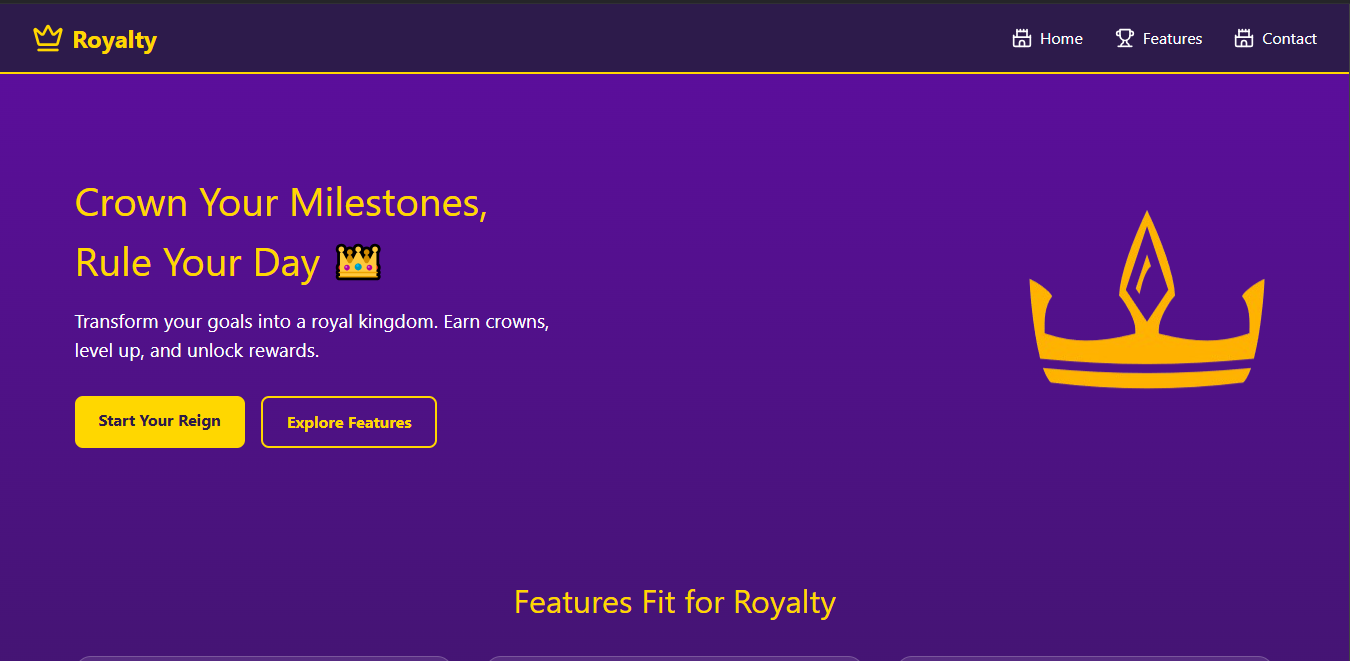 Royalty
Home
Features
Contact
Crown Your Milestones,
Rule Your Day 👑
Transform your goals into a royal kingdom. Earn crowns,
level up, and unlock rewards.
Start Your Reign
Explore Features
Features Fit for Royalty